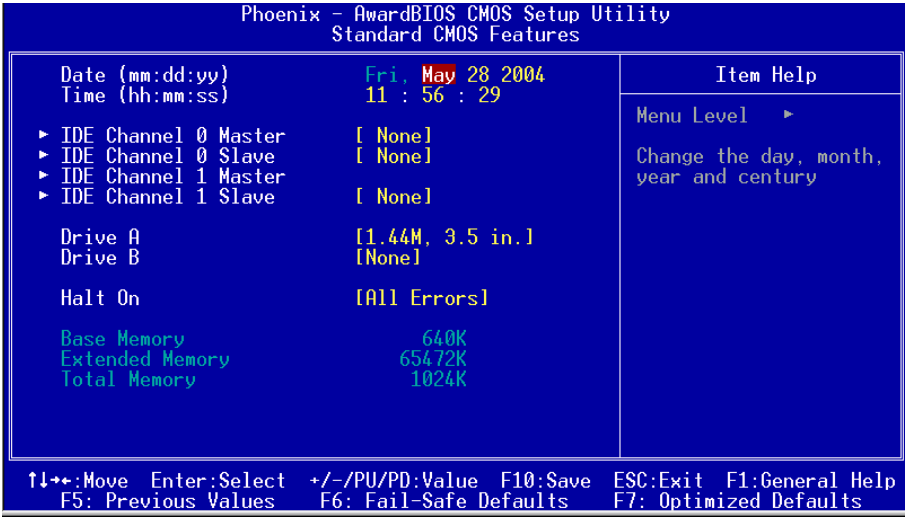 Phoenix - AwardBIOS CMOS Setup Utility
Standard CMOS Features
Date (mm:dd:yy) Fri, May 28 2004
Time (hh:mm:ss) 11 : 56 : 29
► IDE Channel 0 Master [ None]
► IDE Channel 0 Slave [ None]
► IDE Channel 1 Master
► IDE Channel 1 Slave [ None]
Drive A [1.44M, 3.5 in.]
Drive B [None]
Halt On [All Errors]
Base Memory 640K
Extended Memory 65472K
Total Memory 1024K
Item Help
Menu Level ►
Change the day, month,
year and century
↑↓→←:Move Enter:Select +/-/PU/PD:Value F10:Save ESC:Exit F1:General Help
F5: Previous Values F6: Fail-Safe Defaults F7: Optimized Defaults